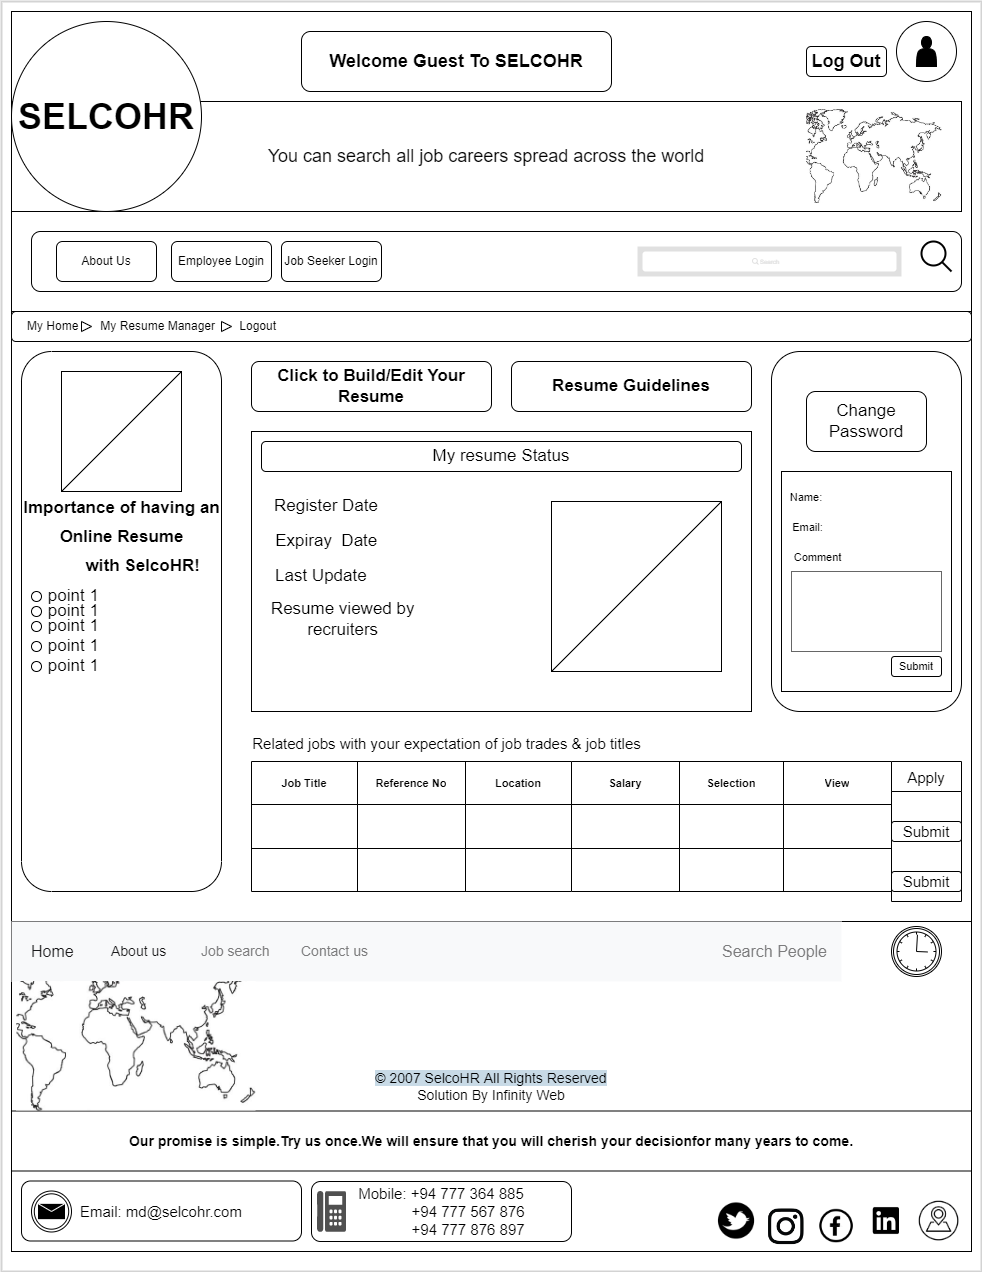 Welcome Guest To SELCOHR
Log Out
SELCOHR
You can search all job careers spread across the world
About Us
Employee Login
Job Seeker Login
Search
My Home
My Resume Manager
Logout
Click to Build/Edit Your
Resume
Resume Guidelines
Change
Password
My resume Status
Importance of having an
Online Resume
with SelcoHR!
point 1
point 1
point 1
point 1
point 1
Register Date
Expiray Date
Last Update
Resume viewed by
recruiters
Name:
Email:
Comment
Submit
Related jobs with your expectation of job trades & job titles
Job Title
Reference No
Location
Salary
Selection
View
Apply
Submit
Submit
Home
About us
Job search
Contact us
Search People
© 2007 SelcoHR All Rights Reserved
Solution By Infinity Web
Our promise is simple.Try us once.We will ensure that you will cherish your decisionfor many years to come.
Email: md@selcohr.com
Mobile: +94 777 364 885
+94 777 567 876
+94 777 876 897
in